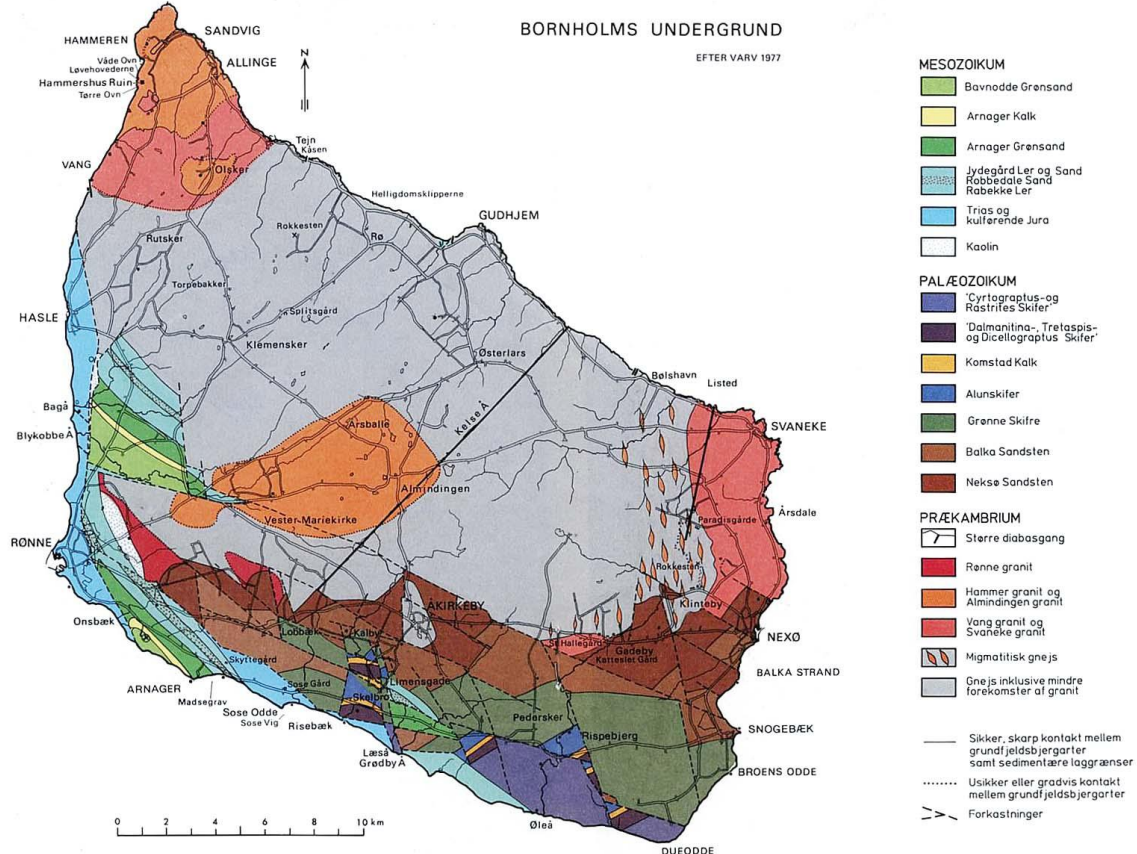 BORNHOLMS UNDERGRUND
EFTER VARV 1977
N
HAMMEREN
SANDVIG
Våde Ovn
Løvehovederne
ALLINGE
Hammershus Ruin
Tørre Ovn
VANG
Olsker
Tejn
Kåsen
Helligdomsklipperne
GUDHJEM
Rokkesten
Rø
Rutsker
Torpebakker
HASLE
Splitsgård
Klemensker
Østerlars
Bølshavn
Listed
Bagå
Blykobbe Å
Årsballe
Kelse Å
SVANEKE
Almindingen
Vester-Mariekirke
Paradisgårde
Årsdale
RØNNE
Rokkesten
Klinteby
ÅKIRKEBY
NEXØ
Onsbæk
Lobbæk
Kalby
St. Hallegård
Gadeby
Katteslet Gård
BALKA STRAND
Skyttegård
Limensgade
ARNAGER
Madsegrav
Sose Gård
Skelbro
Sose Odde
Sose Vig
Risebæk
Pedersker
Rispebjerg
SNOGEBÆK
Læså
Grødby Å
BROENS ODDE
Øleå
DUEODDE
0 2 4 6 8 10 km
MESOZOIKUM
Bavnodde Grønsand
Arnager Kalk
Arnager Grønsand
Jydegård Ler og Sand
Robbedale Sand
Rabekke Ler
Trias og
kulførende Jura
Kaolin
PALÆOZOIKUM
'Cyrtograptus-og
Rastrites Skifer'
'Dalmanitina-, Tretaspis-
og Dicellograptus Skifer'
Komstad Kalk
Alunskifer
Grønne Skifre
Balka Sandsten
Neksø Sandsten
PRÆKAMBRIUM
Større diabasgang
Rønne granit
Hammer granit og
Almindingen granit
Vang granit og
Svaneke granit
Migmatitisk gnejs
Gnejs inklusive mindre
forekomster af granit
Sikker, skarp kontakt mellem
grundfjeldsbjergarter
samt sedimentære laggrænser
Usikker eller gradvis kontakt
mellem grundfjeldsbjergarter
Forkastninger